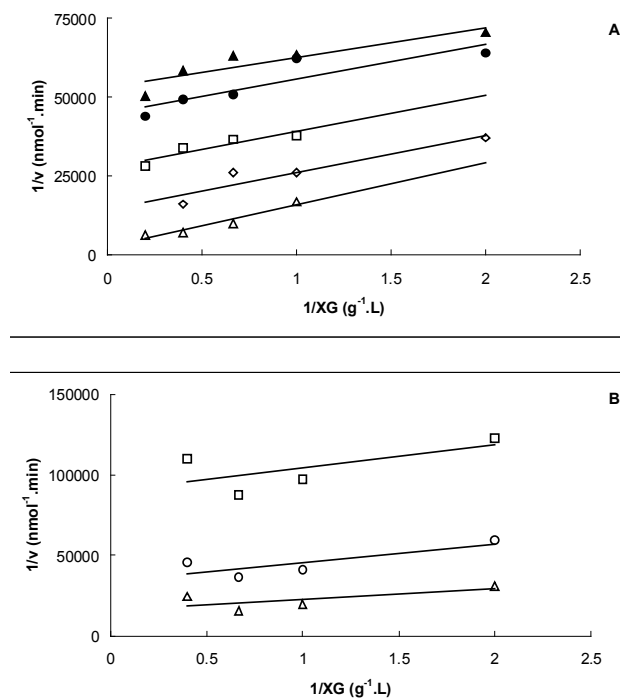 A
75000
50000
25000
0
1/v (nmol⁻¹.min)
0 0.5 1 1.5 2 2.5
1/XG (g⁻¹.L)
B
150000
100000
50000
0
1/v (nmol⁻¹.min)
0 0.5 1 1.5 2 2.5
1/XG (g⁻¹.L)